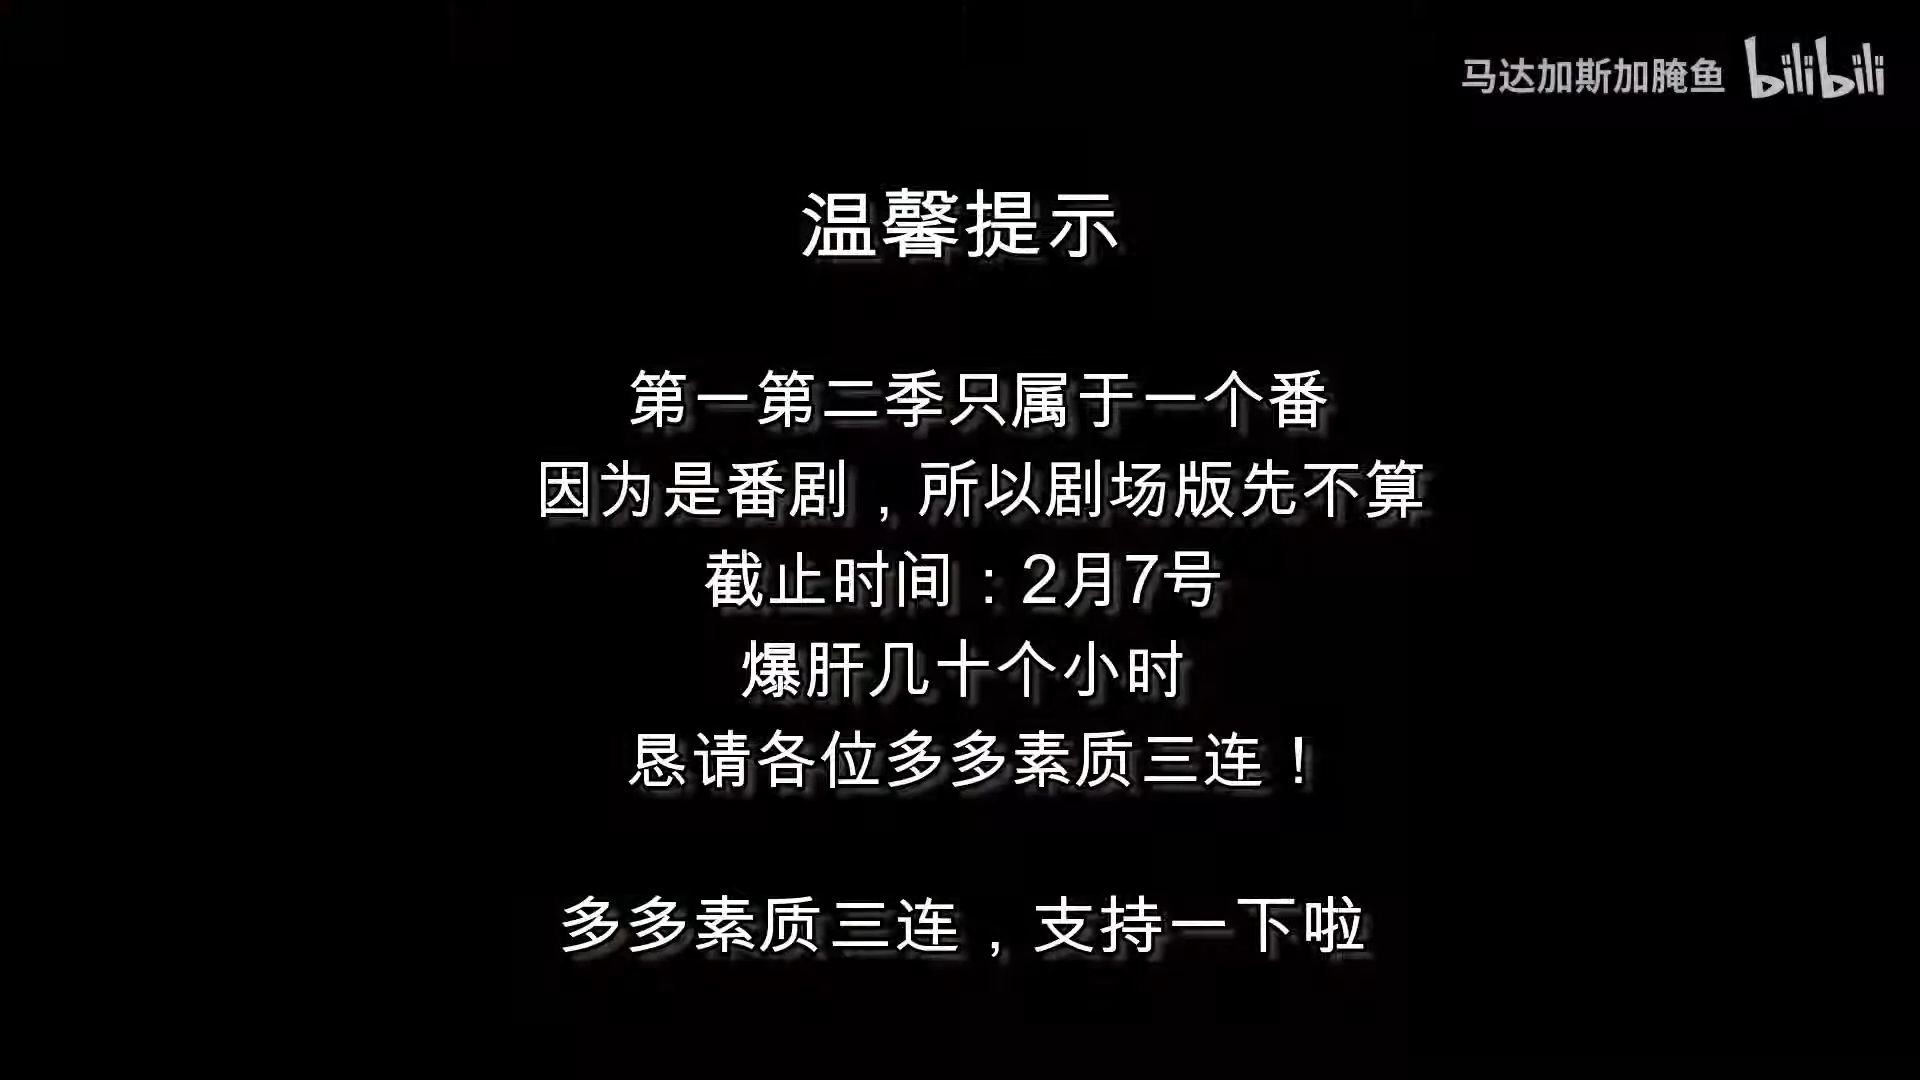 马达加斯加腌鱼 bilibili
温馨提示
第一第二季只属于一个番
因为是番剧，所以剧场版先不算
截止时间：2月7号
爆肝几十个小时
恳请各位多多素质三连！
多多素质三连，支持一下啦